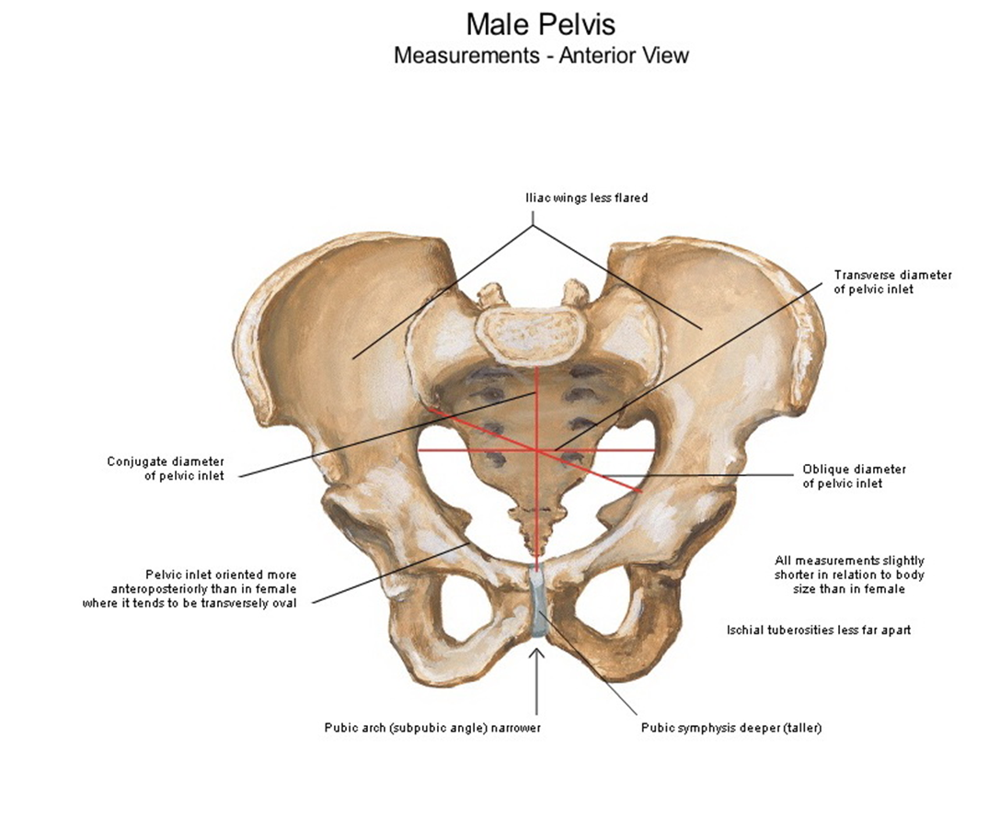 Male Pelvis
Measurements - Anterior View
Iliac wings less flared
Transverse diameter
of pelvic inlet
Conjugate diameter
of pelvic inlet
Oblique diameter
of pelvic inlet
Pelvic inlet oriented more
anteroposteriorly than in female
where it tends to be transversely oval
All measurements slightly
shorter in relation to body
size than in female
Ischial tuberosities less far apart
Pubic arch (subpubic angle) narrower
Pubic symphysis deeper (taller)